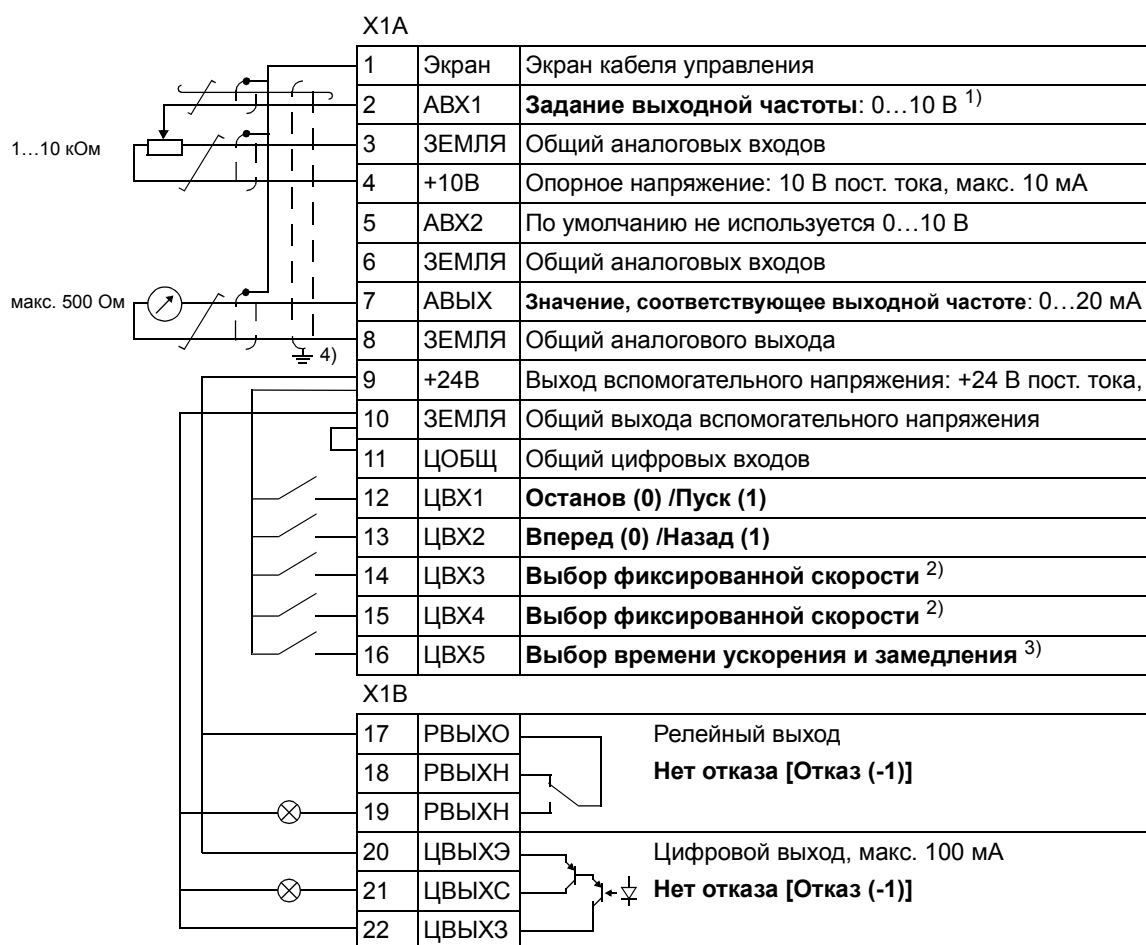 X1A
1 Экран Экран кабеля управления
2 АВХ1 Задание выходной частоты: 0…10 В 1)
1…10 кОм
3 ЗЕМЛЯ Общий аналоговых входов
4 +10В Опорное напряжение: 10 В пост. тока, макс. 10 мА
5 АВХ2 По умолчанию не используется 0…10 В
6 ЗЕМЛЯ Общий аналоговых входов
макс. 500 Ом
7 АВЫХ Значение, соответствующее выходной частоте: 0…20 мА
8 ЗЕМЛЯ Общий аналогового выхода
4)
9 +24В Выход вспомогательного напряжения: +24 В пост. тока,
10 ЗЕМЛЯ Общий выхода вспомогательного напряжения
11 ЦОБЩ Общий цифровых входов
12 ЦВХ1 Останов (0) /Пуск (1)
13 ЦВХ2 Вперед (0) /Назад (1)
14 ЦВХ3 Выбор фиксированной скорости 2)
15 ЦВХ4 Выбор фиксированной скорости 2)
16 ЦВХ5 Выбор времени ускорения и замедления 3)
X1B
17 РВЫХО Релейный выход
18 РВЫХН Нет отказа [Отказ (-1)]
19 РВЫХН
20 ЦВЫХЭ Цифровой выход, макс. 100 мА
21 ЦВЫХС Нет отказа [Отказ (-1)]
22 ЦВЫХЗ